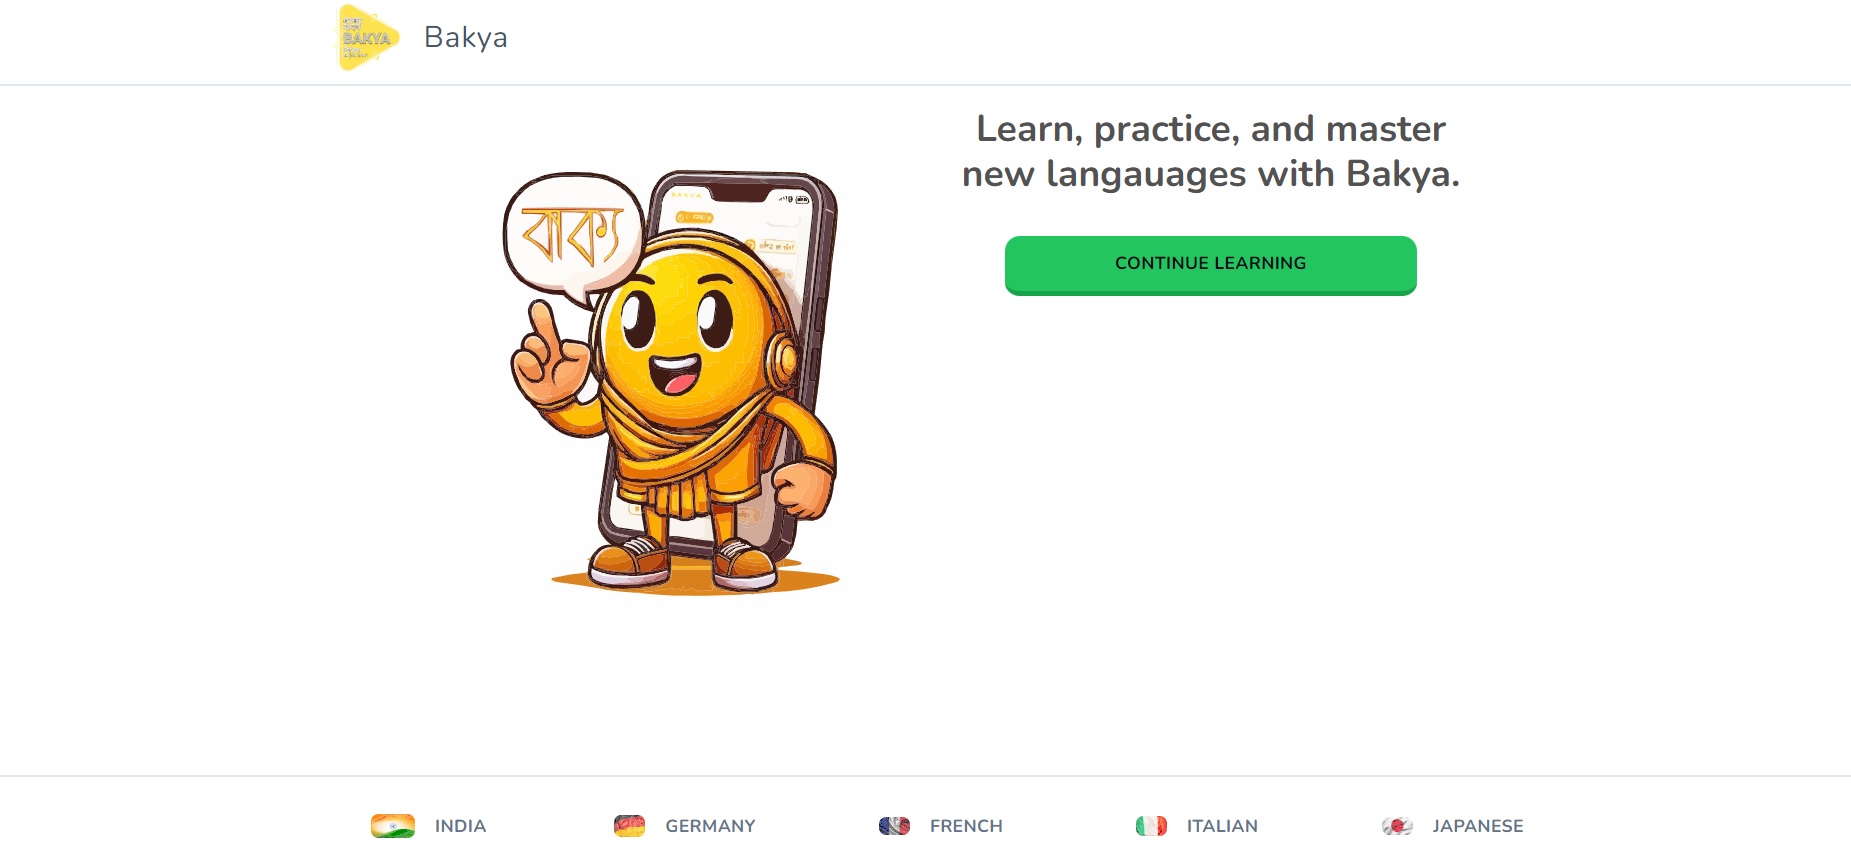 BAKYA
Bakya
Learn, practice, and master
new langauages with Bakya.
বাক্য
CONTINUE LEARNING
INDIA
GERMANY
FRENCH
ITALIAN
JAPANESE